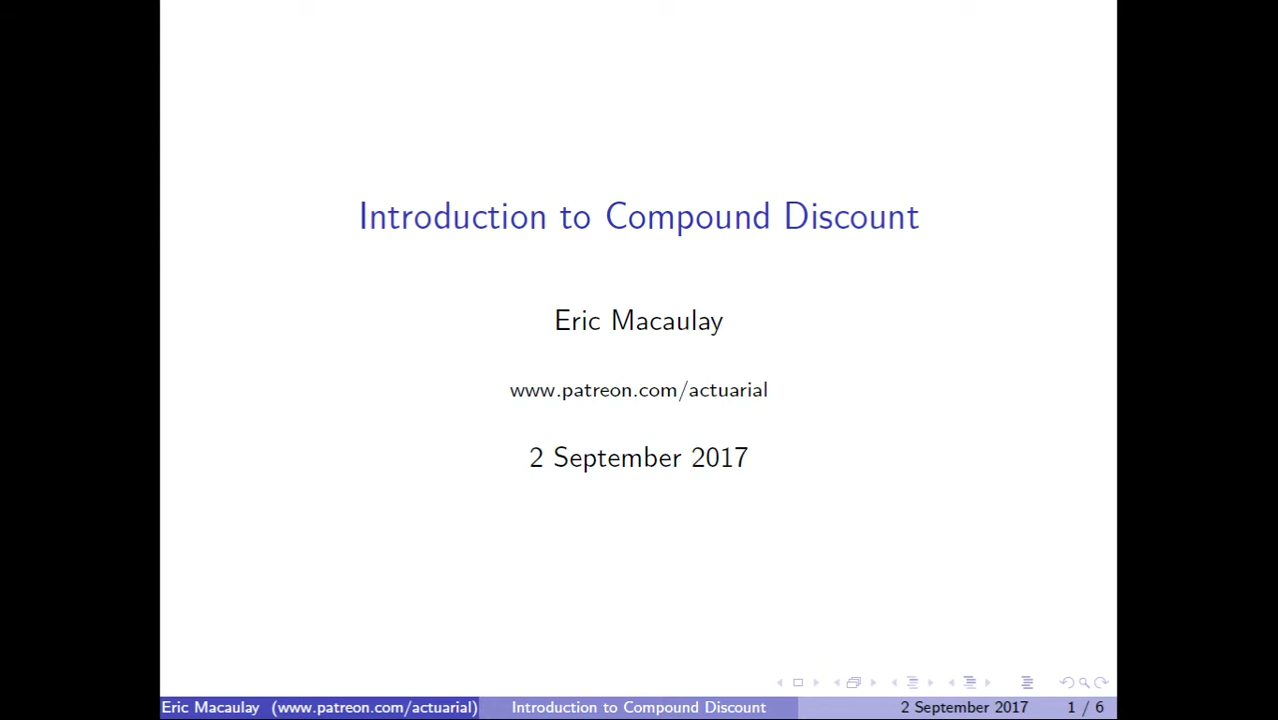 Introduction to Compound Discount
Eric Macaulay
www.patreon.com/actuarial
2 September 2017
Eric Macaulay (www.patreon.com/actuarial) Introduction to Compound Discount 2 September 2017 1 / 6